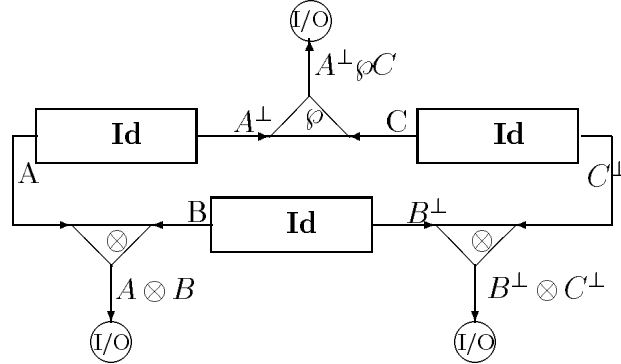 I/O
A⊥℘C
Id A⊥ ℘ C Id
A C⊥
B Id B⊥
⊗ ⊗
A ⊗ B B⊥ ⊗ C⊥
I/O I/O